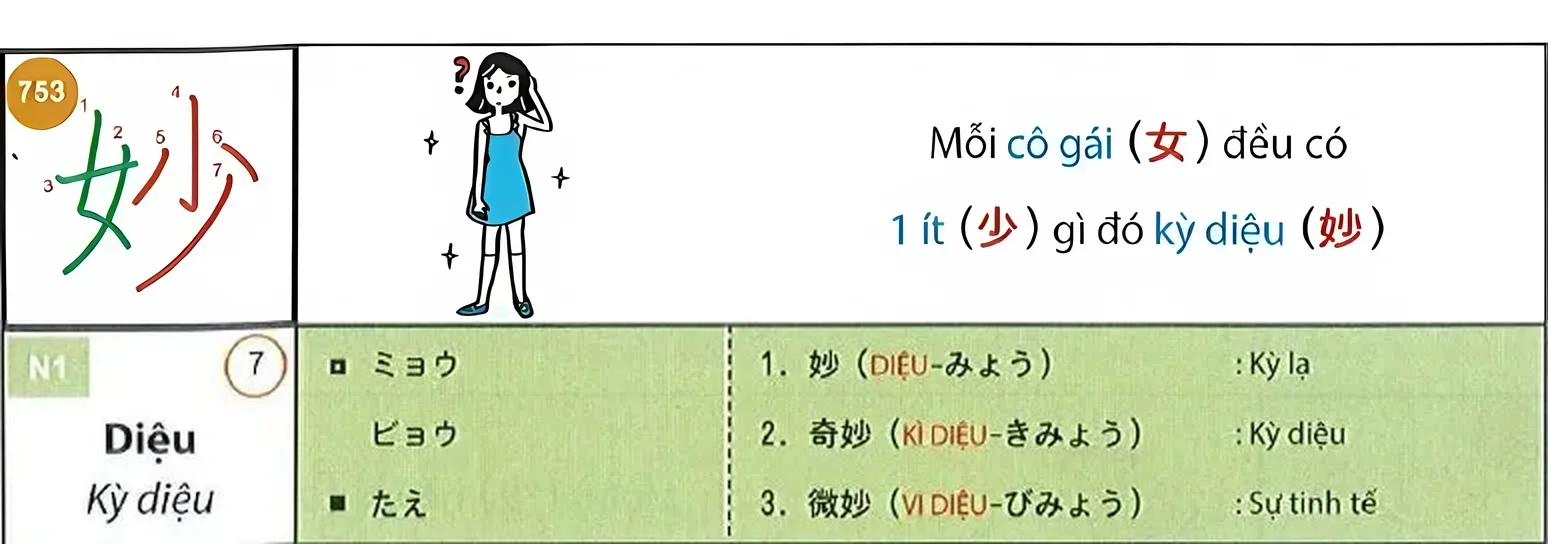 753
1
2
3
4
5
6
7
妙
?
Mỗi cô gái (女) đều có
1 ít (少) gì đó kỳ diệu (妙)
N1
7
Diệu
Kỳ diệu
ミョウ
ビョウ
たえ
1. 妙 (DIỆU-みょう) : Kỳ lạ
2. 奇妙 (KÌ DIỆU-きみょう) : Kỳ diệu
3. 微妙 (VI DIỆU-びみょう) : Sự tinh tế